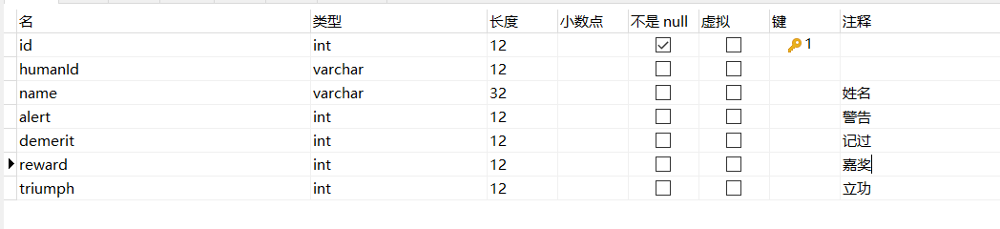 名 类型 长度 小数点 不是 null 虚拟 键 注释
id int 12 1
humanId varchar 12
name varchar 32 姓名
alert int 12 警告
demerit int 12 记过
reward int 12 嘉奖
triumph int 12 立功